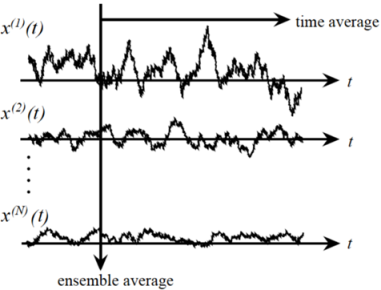 x⁽¹⁾(t)
time average
t
x⁽²⁾(t)
t
x⁽ᴺ⁾(t)
t
ensemble average